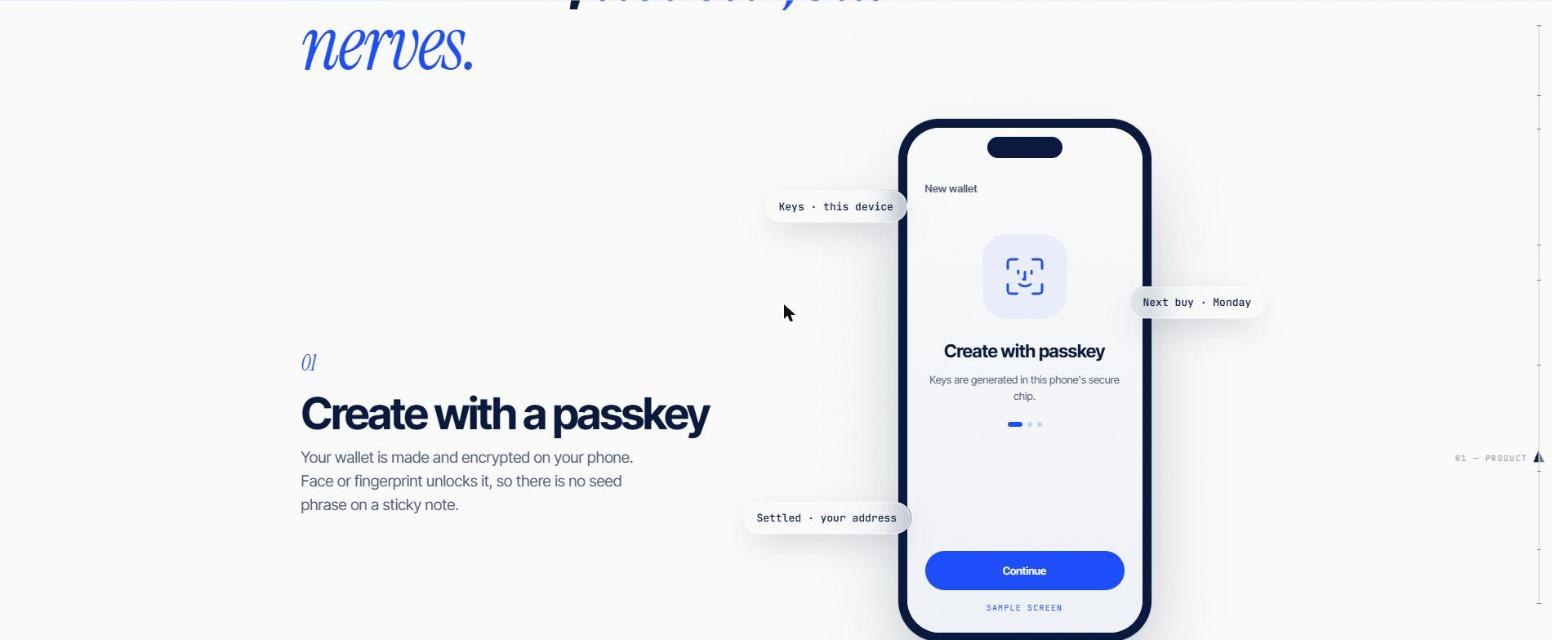 nerves.
New wallet
Keys · this device
Next buy · Monday
Create with passkey
Keys are generated in this phone's secure
chip.
01
Create with a passkey
Your wallet is made and encrypted on your phone.
Face or fingerprint unlocks it, so there is no seed
phrase on a sticky note.
01 — PRODUCT
Settled · your address
Continue
SAMPLE SCREEN